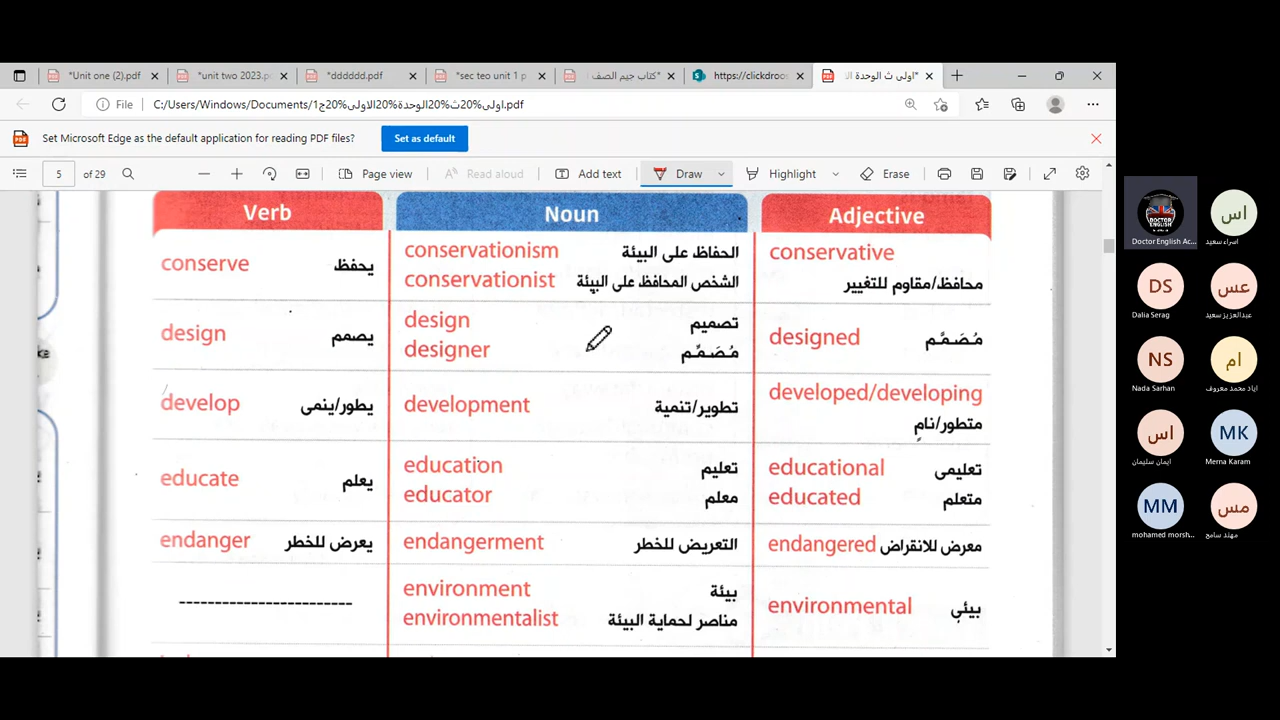 *Unit one (2).pdf
*unit two 2023.pd
*dddddd.pdf
*sec teo unit 1 p
*كتاب جيم الصف
https://clickdroo
*اولى ث الوحدة الا
File
C:/Users/Windows/Documents/1اولى%20ث%20الوحدة%20الاولى%20ج.pdf
Set Microsoft Edge as the default application for reading PDF files?
Set as default
5 of 29
Page view
Read aloud
Add text
Draw
Highlight
Erase
Verb Noun Adjective
conserve يحفظ
conservationism الحفاظ على البيئة
conservationist الشخص المحافظ على البيئة
conservative
محافظ/مقاوم للتغيير
design يصمم
design تصميم
designer مُصَمِّم
designed مُصَمَّم
develop يطور/ينمى
development تطوير/تنمية
developed/developing
متطور/نامٍ
educate يعلم
education تعليم
educator معلم
educational تعليمى
educated متعلم
endanger يعرض للخطر
endangerment التعريض للخطر
endangered معرض للانقراض
------------------------
environment بيئة
environmentalist مناصر لحماية البيئة
environmental بيئي
Doctor English Ac...
اس
اسراء سعيد
DS
Dalia Serag
عس
عبدالعزيز سعيد
NS
Nada Sarhan
ام
اياد محمد معروف
اس
ايمان سليمان
MK
Merna Karam
MM
mohamed morsh...
مس
مهند سامح